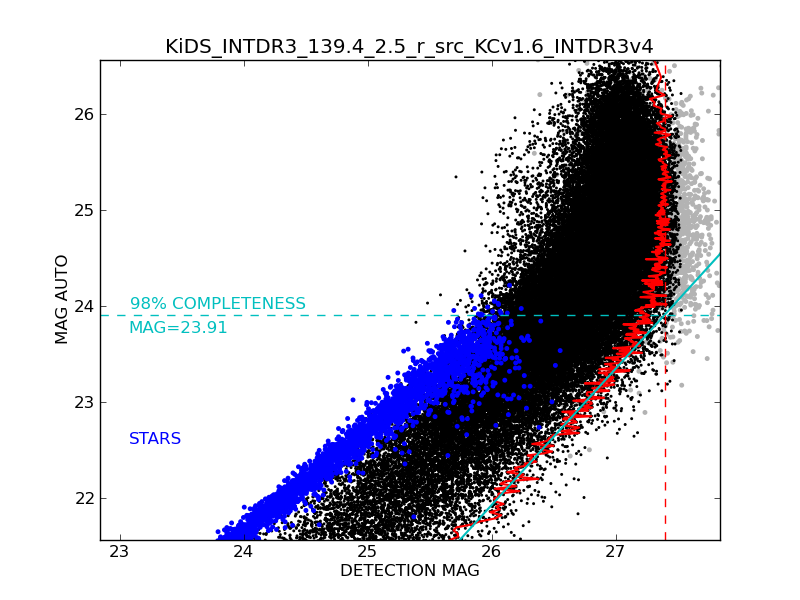 KiDS_INTDR3_139.4_2.5_r_src_KCv1.6_INTDR3v4
26
25
24
23
22
MAG AUTO
98% COMPLETENESS
MAG=23.91
STARS
23 24 25 26 27
DETECTION MAG